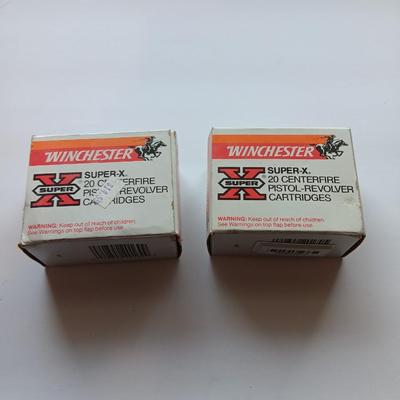 WINCHESTER
X
SUPER
SUPER-X®
20 CENTERFIRE
PISTOL-REVOLVER
CARTRIDGES
WARNING: Keep out of reach of children.
See Warnings on top flap before use.
WINCHESTER
X
SUPER
SUPER-X®
20 CENTERFIRE
PISTOL-REVOLVER
CARTRIDGES
WARNING: Keep out of reach of children.
See Warnings on top flap before use.